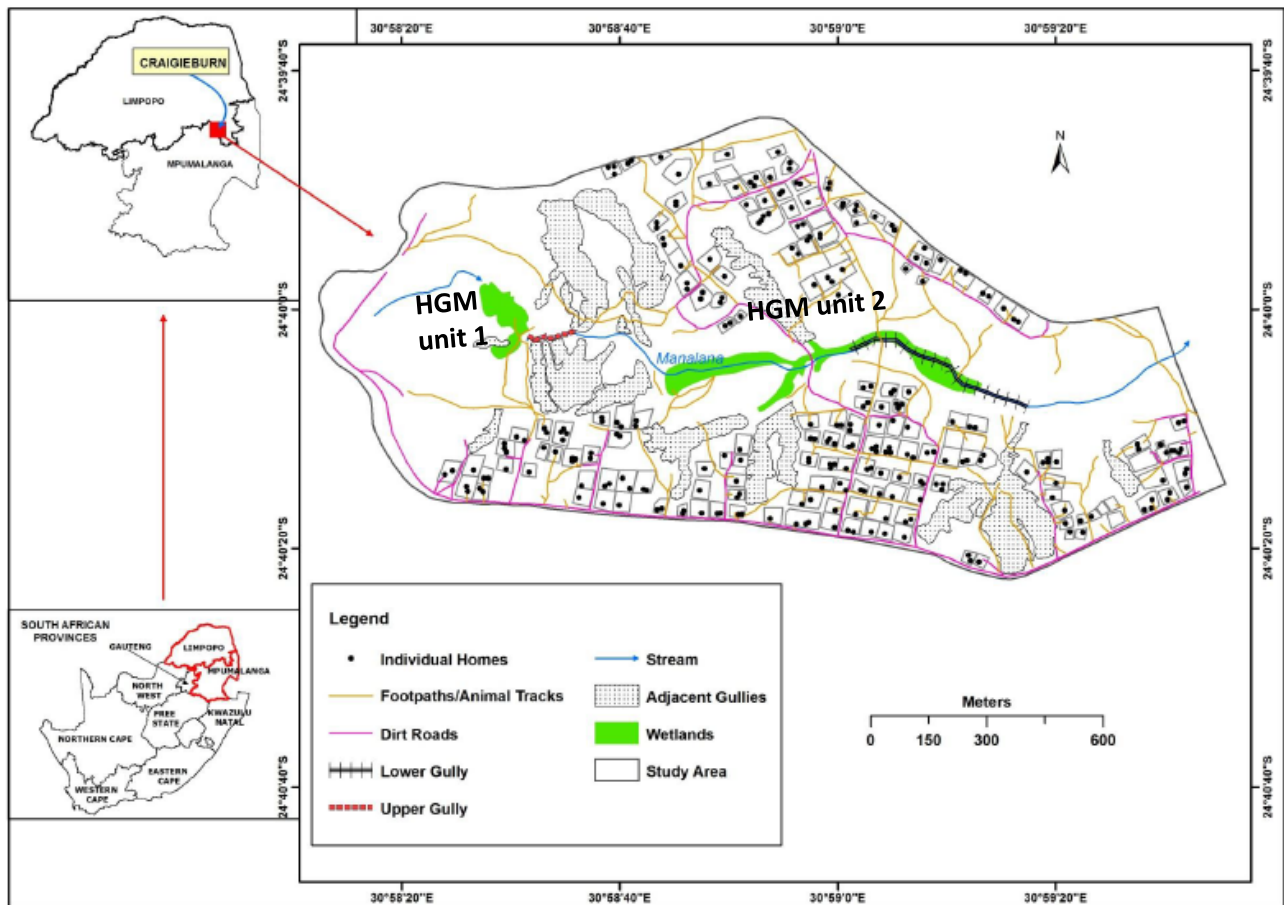 30°58'20"E
30°58'40"E
30°59'0"E
30°59'20"E
CRAIGIEBURN
LIMPOPO
MPUMALANGA
24°39'40"S
24°39'40"S
N
HGM
unit 1
HGM unit 2
24°40'0"S
24°40'0"S
Manalana
24°40'20"S
24°40'20"S
SOUTH AFRICAN
PROVINCES
GAUTENG
LIMPOPO
MPUMALANGA
NORTH
WEST
FREE
STATE
KWAZULU
NATAL
NORTHERN CAPE
EASTERN
CAPE
WESTERN
CAPE
Legend
Individual Homes
Footpaths/Animal Tracks
Dirt Roads
Lower Gully
Upper Gully
Stream
Adjacent Gullies
Wetlands
Study Area
Meters
0 150 300 600
24°40'40"S
24°40'40"S
30°58'20"E
30°58'40"E
30°59'0"E
30°59'20"E